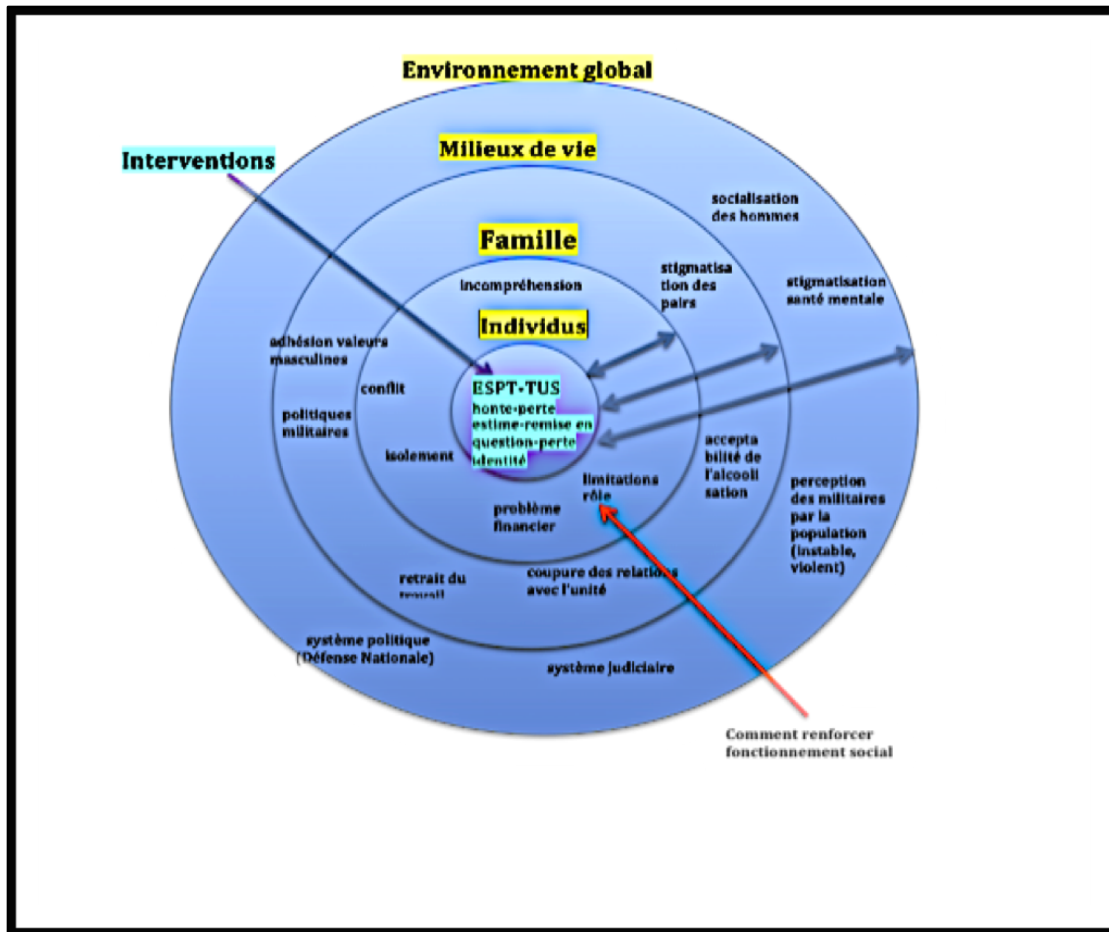 Environnement global
Milieux de vie
Interventions
socialisation
des hommes
Famille
stigmatisa
tion des
pairs
incompréhension
stigmatisation
santé mentale
Individus
adhésion valeurs
masculines
conflit
ESPT-TUS
honte-perte
estime-remise en
question-perte
identité
politiques
militaires
isolement
accepta
bilité de
l'alcooli
sation
limitations
rôle
perception
des militaires
par la
population
(instable,
violent)
problème
financier
retrait du
coupure des relations
avec l'unité
système politique
(Défense Nationale)
système judiciaire
Comment renforcer
fonctionnement social